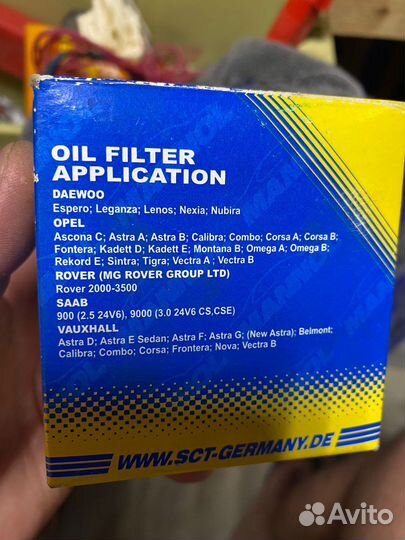 OIL FILTER
APPLICATION
DAEWOO
Espero; Leganza; Lenos; Nexia; Nubira
OPEL
Ascona C; Astra A; Astra B; Calibra; Combo; Corsa A; Corsa B;
Fontera; Kadett D; Kadett E; Montana B; Omega A; Omega B;
Rekord E; Sintra; Tigra; Vectra A ; Vectra B
ROVER (MG ROVER GROUP LTD)
Rover 2000-3500
SAAB
900 (2.5 24V6), 9000 (3.0 24V6 CS,CSE)
VAUXHALL
Astra D; Astra E Sedan; Astra F; Astra G; (New Astra); Belmont;
Calibra; Combo; Corsa; Frontera; Nova; Vectra B
WWW.SCT-GERMANY.DE
Avito